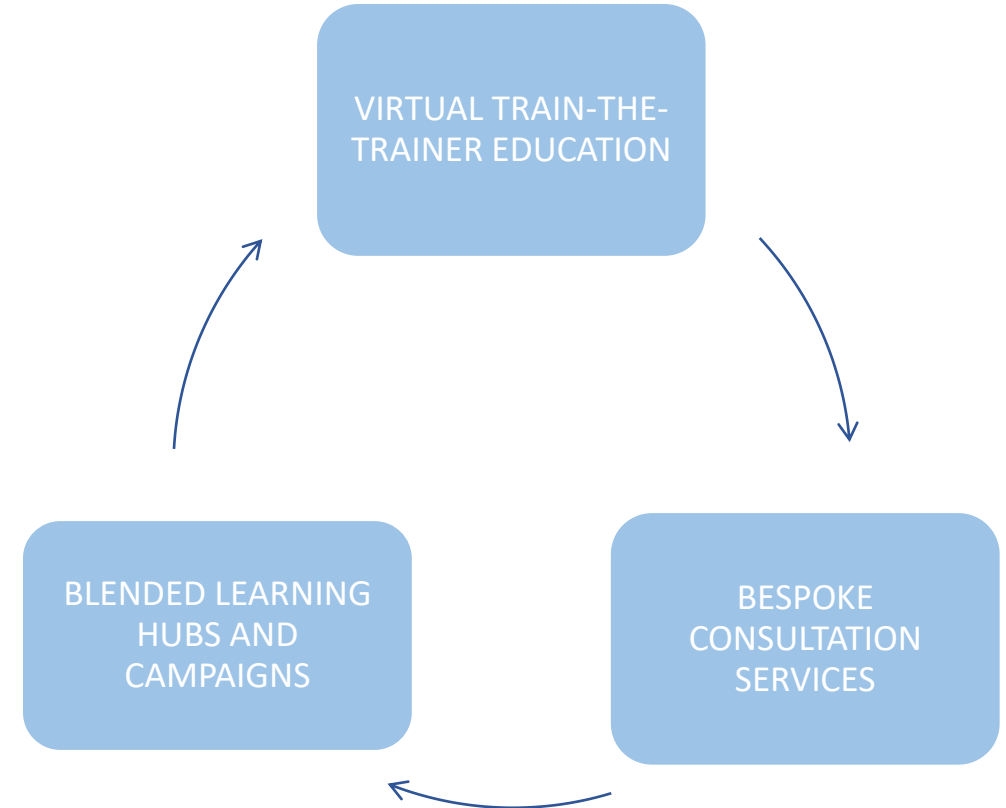 VIRTUAL TRAIN-THE-
TRAINER EDUCATION
BLENDED LEARNING
HUBS AND
CAMPAIGNS
BESPOKE
CONSULTATION
SERVICES